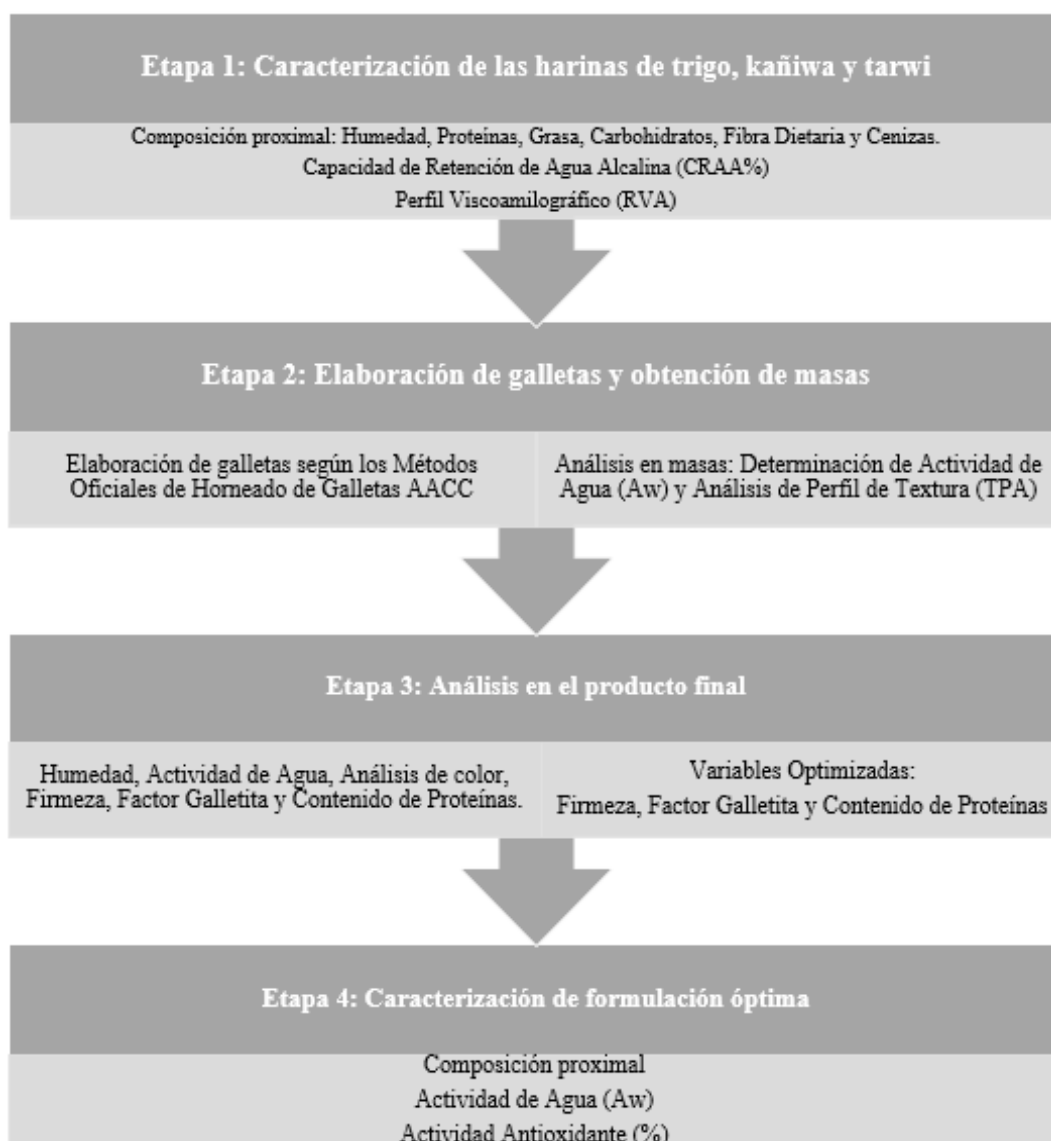 Etapa 1: Caracterización de las harinas de trigo, kañiwa y tarwi
Composición proximal: Humedad, Proteínas, Grasa, Carbohidratos, Fibra Dietaria y Cenizas.
Capacidad de Retención de Agua Alcalina (CRAA%)
Perfil Viscoamilográfico (RVA)
Etapa 2: Elaboración de galletas y obtención de masas
Elaboración de galletas según los Métodos
Oficiales de Horneado de Galletas AACC
Análisis en masas: Determinación de Actividad de
Agua (Aw) y Análisis de Perfil de Textura (TPA)
Etapa 3: Análisis en el producto final
Humedad, Actividad de Agua, Análisis de color,
Firmeza, Factor Galletita y Contenido de Proteínas.
Variables Optimizadas:
Firmeza, Factor Galletita y Contenido de Proteínas
Etapa 4: Caracterización de formulación óptima
Composición proximal
Actividad de Agua (Aw)
Actividad Antioxidante (%)